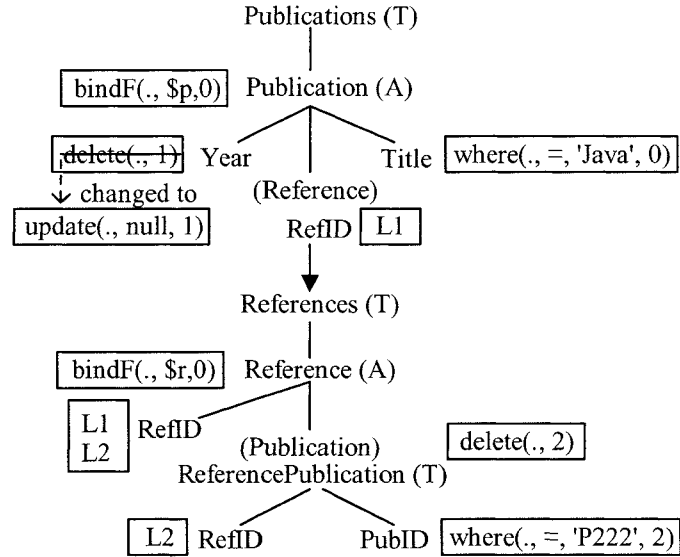 Publications (T)
bindF(., $p,0) Publication (A)
delete(., 1) Year Title where(., =, 'Java', 0)
changed to
(Reference)
update(., null, 1) RefID L1
References (T)
bindF(., $r,0) Reference (A)
L1
L2 RefID
(Publication) delete(., 2)
ReferencePublication (T)
L2 RefID PubID where(., =, 'P222', 2)